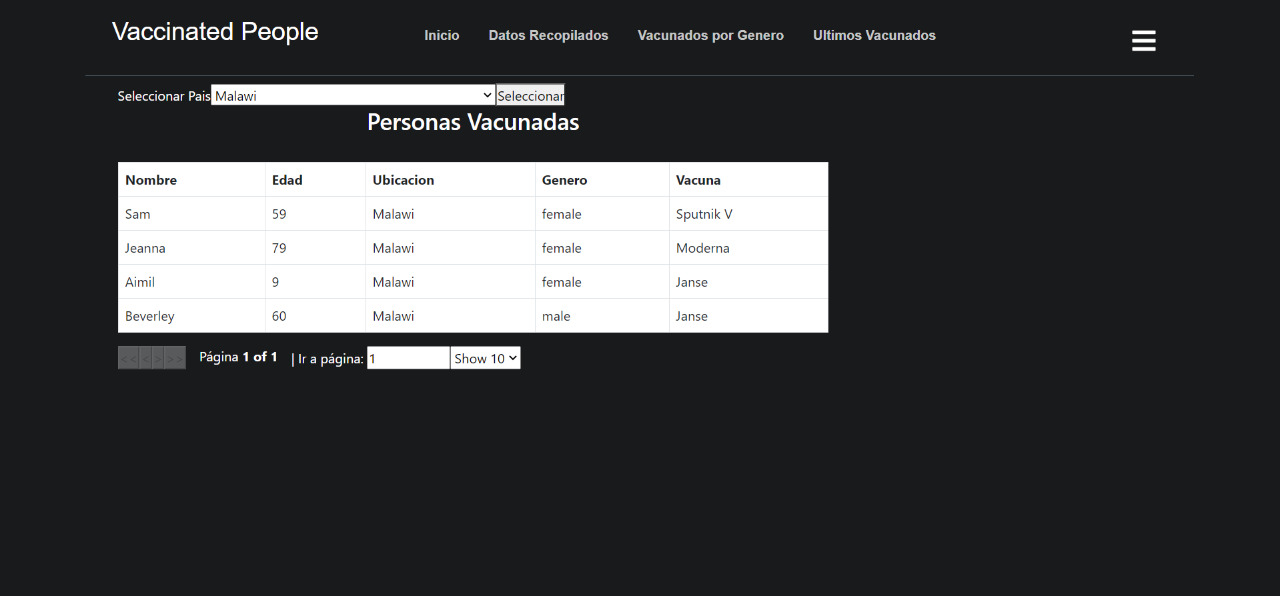 Vaccinated People Inicio Datos Recopilados Vacunados por Genero Ultimos Vacunados
Seleccionar Pais Malawi Seleccionar
Personas Vacunadas
Nombre Edad Ubicacion Genero Vacuna
Sam 59 Malawi female Sputnik V
Jeanna 79 Malawi female Moderna
Aimil 9 Malawi female Janse
Beverley 60 Malawi male Janse
<< < > >> Página 1 of 1 | Ir a página: 1 Show 10